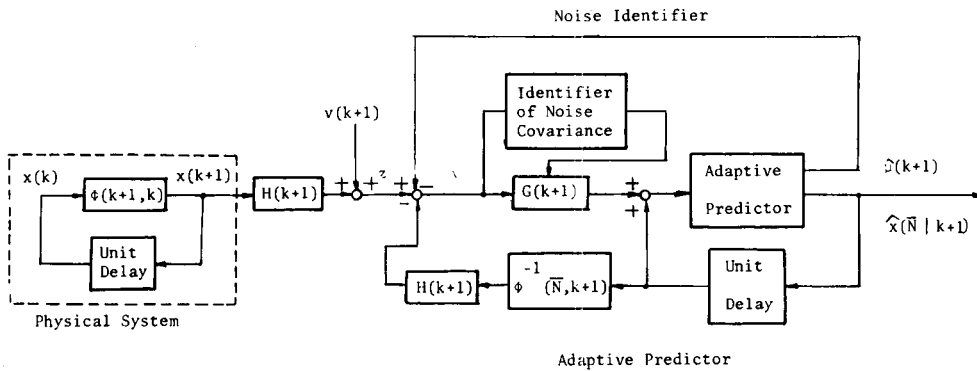 Noise Identifier
Identifier
of Noise
Covariance
v(k+1)
x(k)
x(k+1)
ϕ(k+1,k)
Unit
Delay
Physical System
H(k+1)
+ + z + −
−
G(k+1)
+
+
Adaptive
Predictor
(k+1)
x̂(N̅ | k+1)
H(k+1)
ϕ⁻¹(N̅,k+1)
Unit
Delay
Adaptive Predictor